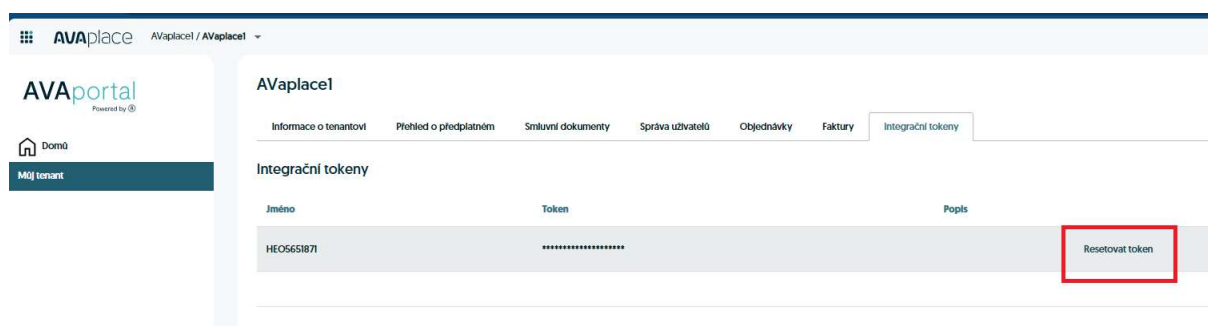 AVAplace AVaplace1 / AVaplace1
AVAportal
Powered by
Domů
Můj tenant
AVaplace1
Informace o tenantovi Přehled o předplatném Smluvní dokumenty Správa uživatelů Objednávky Faktury Integrační tokeny
Integrační tokeny
Jméno Token Popis
HEO5651871 ******************** Resetovat token